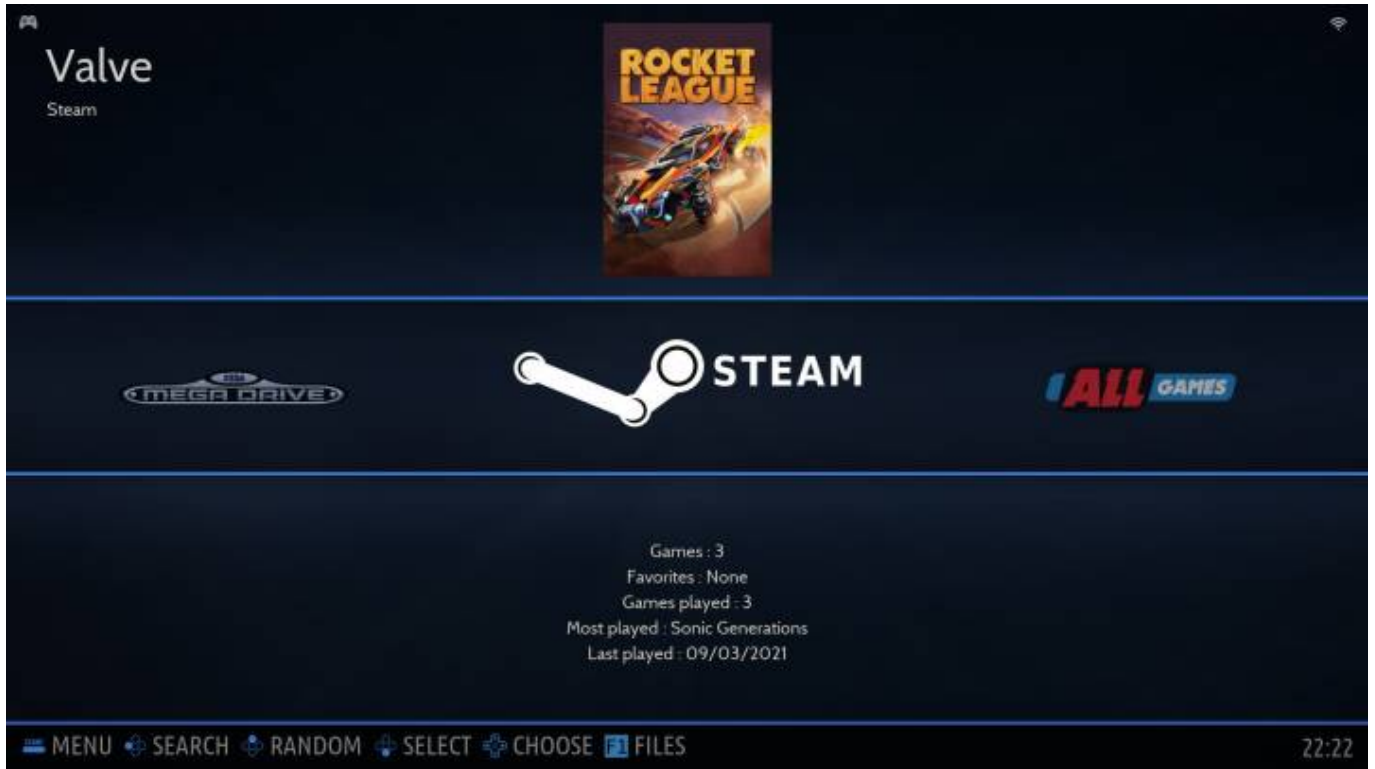 Valve
Steam
ROCKET
LEAGUE
SEGA
MEGA DRIVE
STEAM
ALL GAMES
Games : 3
Favorites : None
Games played : 3
Most played : Sonic Generations
Last played : 09/03/2021
MENU SEARCH RANDOM SELECT CHOOSE F1 FILES
22:22